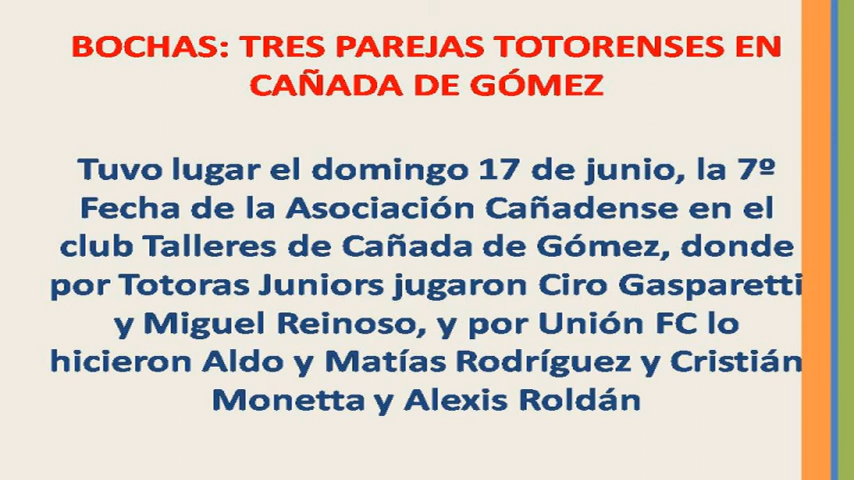 BOCHAS: TRES PAREJAS TOTORENSES EN
CAÑADA DE GÓMEZ
Tuvo lugar el domingo 17 de junio, la 7º
Fecha de la Asociación Cañadense en el
club Talleres de Cañada de Gómez, donde
por Totoras Juniors jugaron Ciro Gasparetti
y Miguel Reinoso, y por Unión FC lo
hicieron Aldo y Matías Rodríguez y Cristián
Monetta y Alexis Roldán